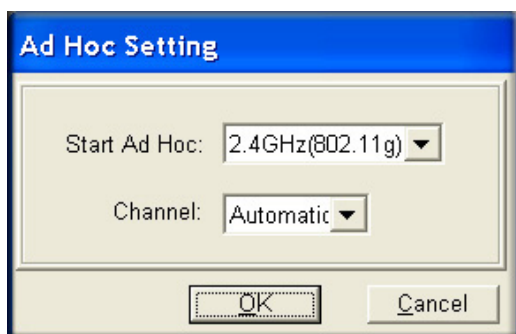 Ad Hoc Setting
Start Ad Hoc: 2.4GHz(802.11g)
Channel: Automatic
OK Cancel